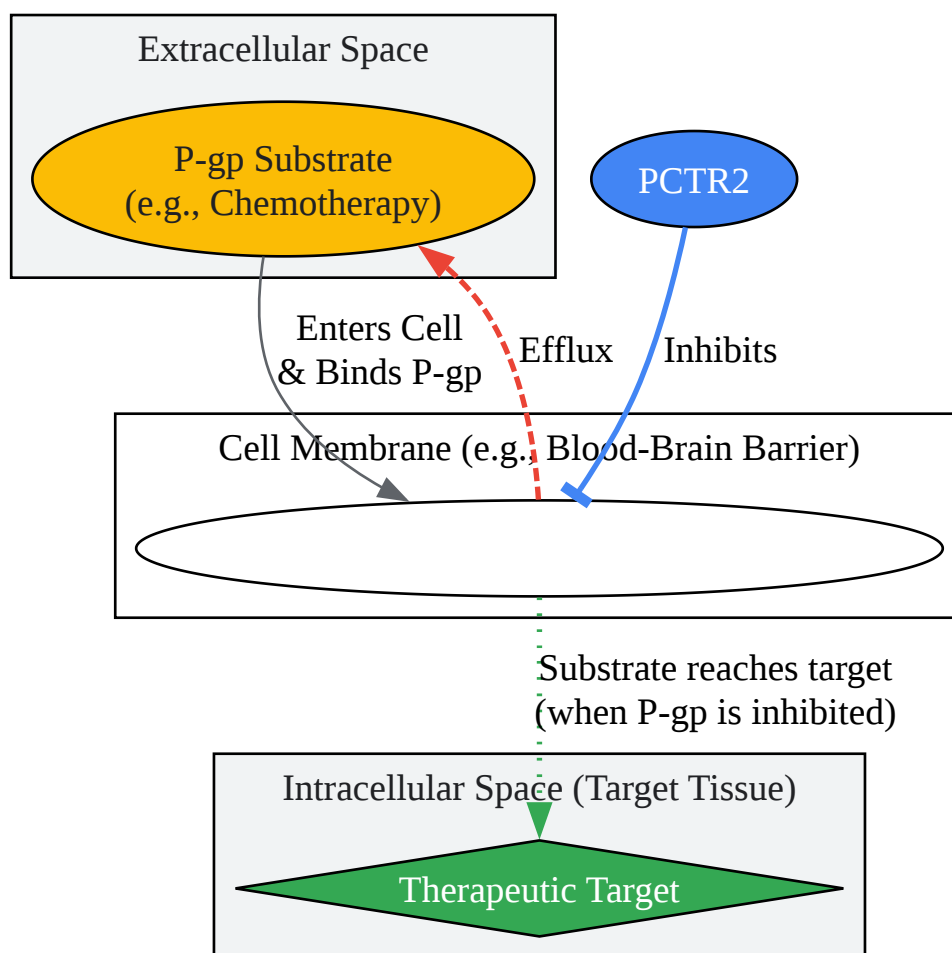 Extracellular Space
P-gp Substrate
(e.g., Chemotherapy)
PCTR2
Enters Cell
& Binds P-gp
Efflux
Inhibits
Cell Membrane (e.g., Blood-Brain Barrier)
Substrate reaches target
(when P-gp is inhibited)
Intracellular Space (Target Tissue)
Therapeutic Target